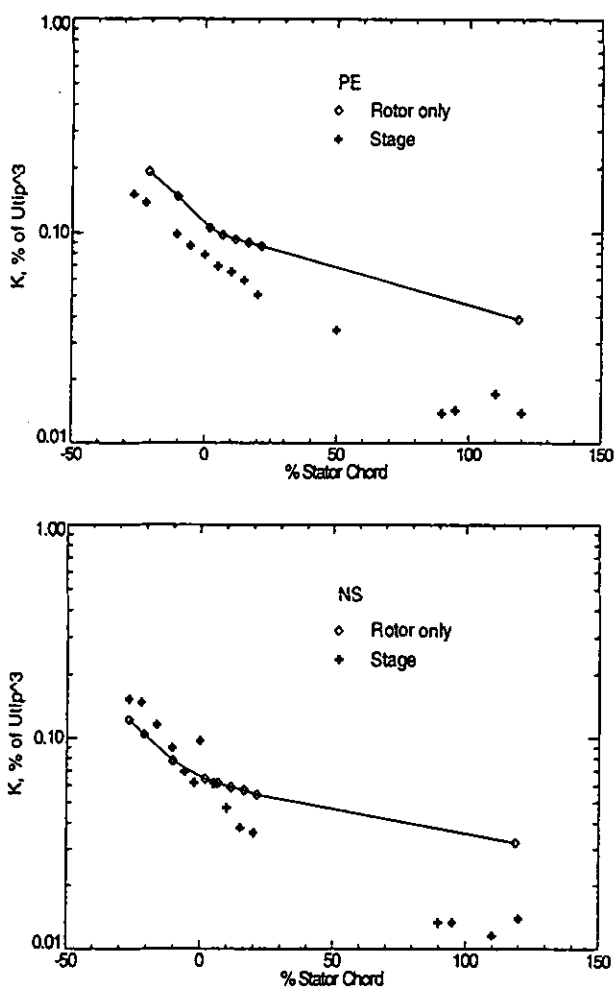 1.00
PE
Rotor only
Stage
K, % of Utip^3
0.10
0.01
-50 0 50 100 150
% Stator Chord
1.00
NS
Rotor only
Stage
K, % of Utip^3
0.10
0.01
-50 0 50 100 150
% Stator Chord